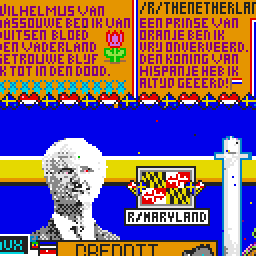 WILHELMUS VAN
NASSOUWE BEN IK VAN
DUITSEN BLOED
DEN VADERLAND
GETROUWE BLYF
IK TOT IN DEN DOOD.
/R/THENETHERLAN
EEN PRINSE VAN
ORANJE BEN IK
VRIJ ONVERVEERD.
DEN KONING VAN
HISPANJE HEB IK
ALTIJD GEEERD!
R/MARYLAND